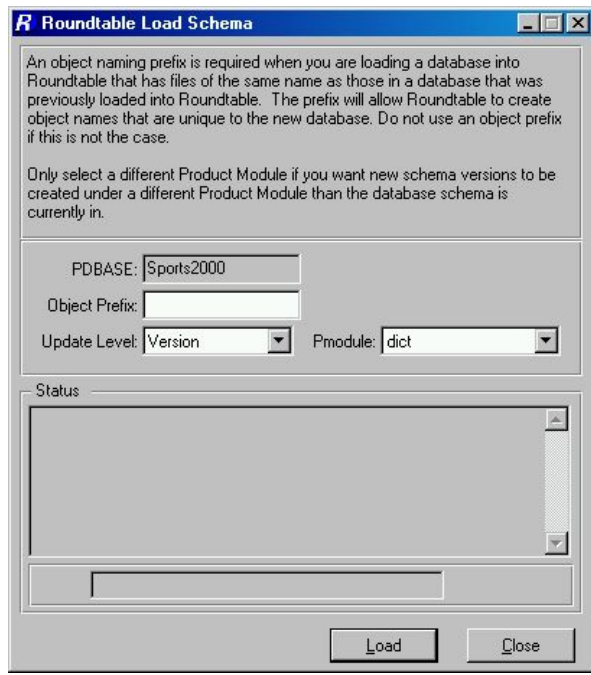 Roundtable Load Schema
An object naming prefix is required when you are loading a database into
Roundtable that has files of the same name as those in a database that was
previously loaded into Roundtable. The prefix will allow Roundtable to create
object names that are unique to the new database. Do not use an object prefix
if this is not the case.
Only select a different Product Module if you want new schema versions to be
created under a different Product Module than the database schema is
currently in.
PDBASE: Sports2000
Object Prefix:
Update Level: Version Pmodule: dict
Status
Load Close